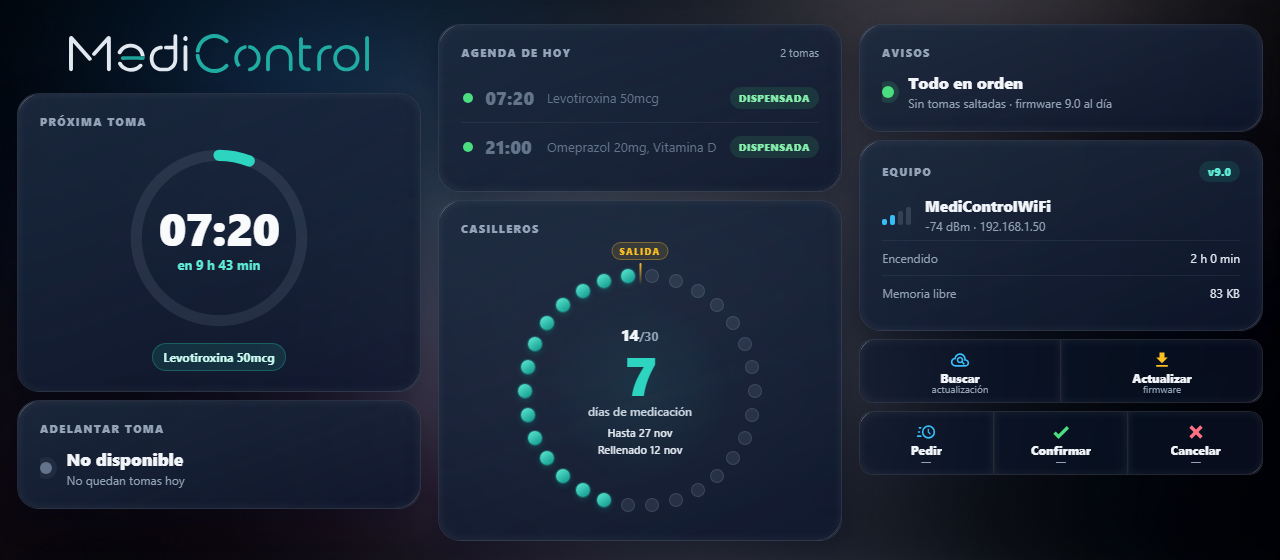 MediControl
PRÓXIMA TOMA
07:20
en 9 h 43 min
Levotiroxina 50mcg
ADELANTAR TOMA
No disponible
No quedan tomas hoy
AGENDA DE HOY
2 tomas
07:20 Levotiroxina 50mcg DISPENSADA
21:00 Omeprazol 20mg, Vitamina D DISPENSADA
CASILLEROS
SALIDA
14/30
7
días de medicación
Hasta 27 nov
Rellenado 12 nov
AVISOS
Todo en orden
Sin tomas saltadas · firmware 9.0 al día
EQUIPO
v9.0
MediControlWiFi
-74 dBm · 192.168.1.50
Encendido 2 h 0 min
Memoria libre 83 KB
Buscar
actualización
Actualizar
firmware
Pedir
—
Confirmar
—
Cancelar
—